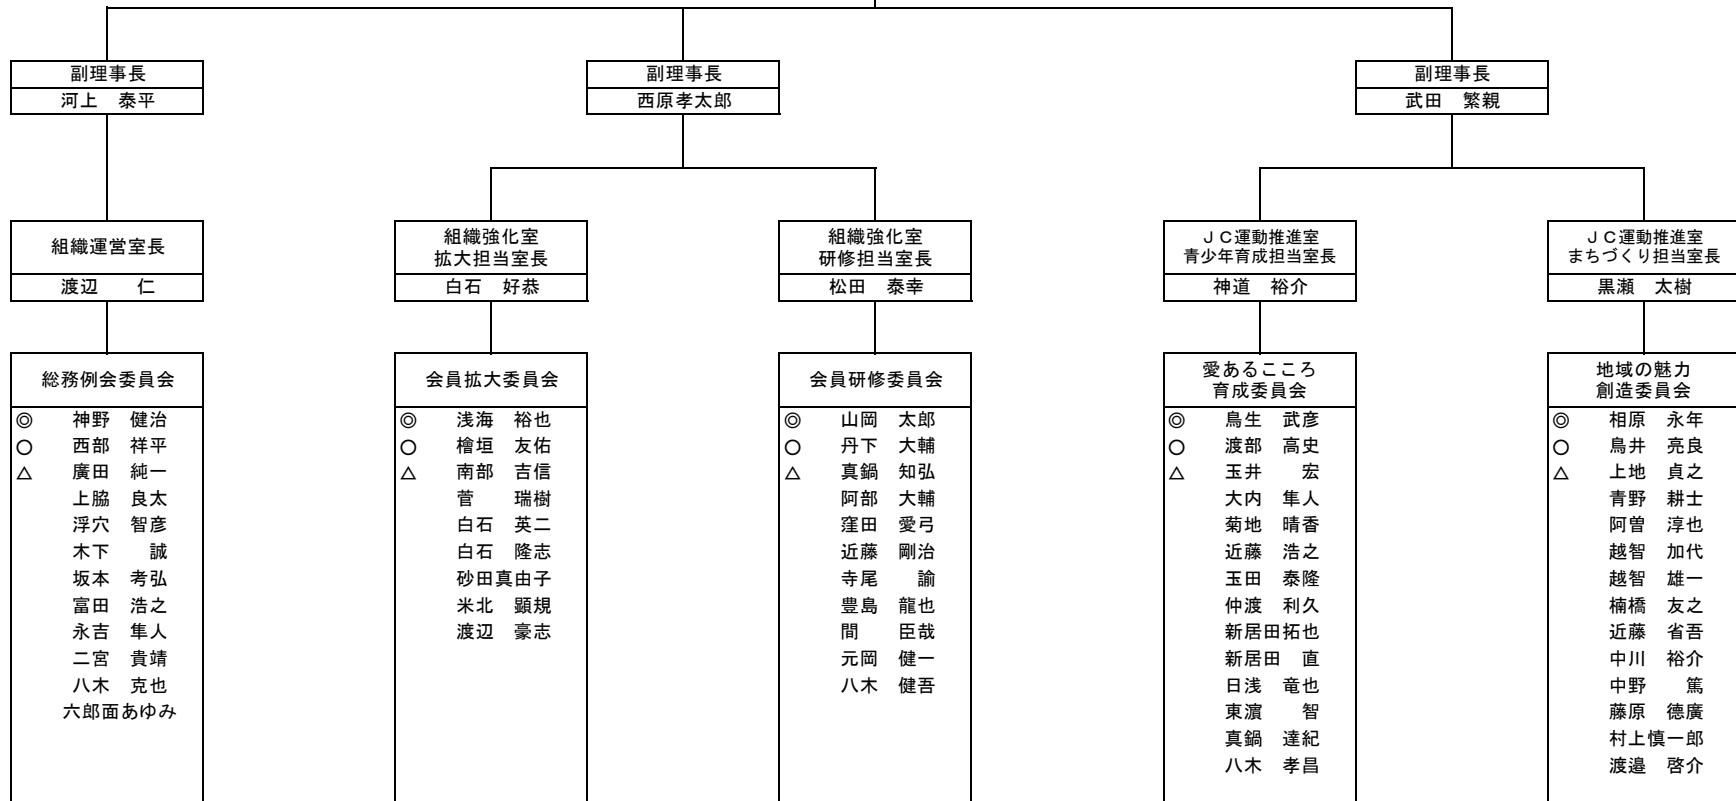 副理事長
河上　泰平
副理事長
西原孝太郎
副理事長
武田　繁親
組織運営室長
渡辺　　仁
組織強化室
拡大担当室長
白石　好恭
組織強化室
研修担当室長
松田　泰幸
ＪＣ運動推進室
青少年育成担当室長
神道　裕介
ＪＣ運動推進室
まちづくり担当室長
黒瀬　太樹
総務例会委員会
◎　神野　健治
○　西部　祥平
△　廣田　純一
上脇　良太
浮穴　智彦
木下　　誠
坂本　考弘
富田　浩之
永吉　隼人
二宮　貴靖
八木　克也
六郎面あゆみ
会員拡大委員会
◎　浅海　裕也
○　檜垣　友佑
△　南部　吉信
菅　　瑞樹
白石　英二
白石　隆志
砂田真由子
米北　顕規
渡辺　豪志
会員研修委員会
◎　山岡　太郎
○　丹下　大輔
△　真鍋　知弘
阿部　大輔
窪田　愛弓
近藤　剛治
寺尾　　諭
豊島　龍也
間　　臣哉
元岡　健一
八木　健吾
愛あるこころ
育成委員会
◎　鳥生　武彦
○　渡部　高史
△　玉井　　宏
大内　隼人
菊地　晴香
近藤　浩之
玉田　泰隆
仲渡　利久
新居田拓也
新居田　直
日浅　竜也
東濵　　智
真鍋　達紀
八木　孝昌
地域の魅力
創造委員会
◎　相原　永年
○　鳥井　亮良
△　上地　貞之
青野　耕士
阿曽　淳也
越智　加代
越智　雄一
楠橋　友之
近藤　省吾
中川　裕介
中野　　篤
藤原　德廣
村上慎一郎
渡邉　啓介